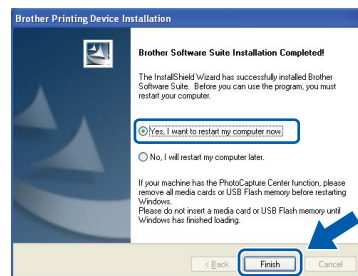 Brother Printing Device Installation
Brother Software Suite Installation Completed!
The InstallShield Wizard has successfully installed Brother
Software Suite. Before you can use the program, you must
restart your computer.
Yes, I want to restart my computer now.
No, I will restart my computer later.
If your machine has the PhotoCapture Center function, please
remove all media cards or USB Flash memory before restarting
Windows.
Please do not insert a media card or USB Flash memory until
Windows has finished loading.
< Back
Finish
Cancel